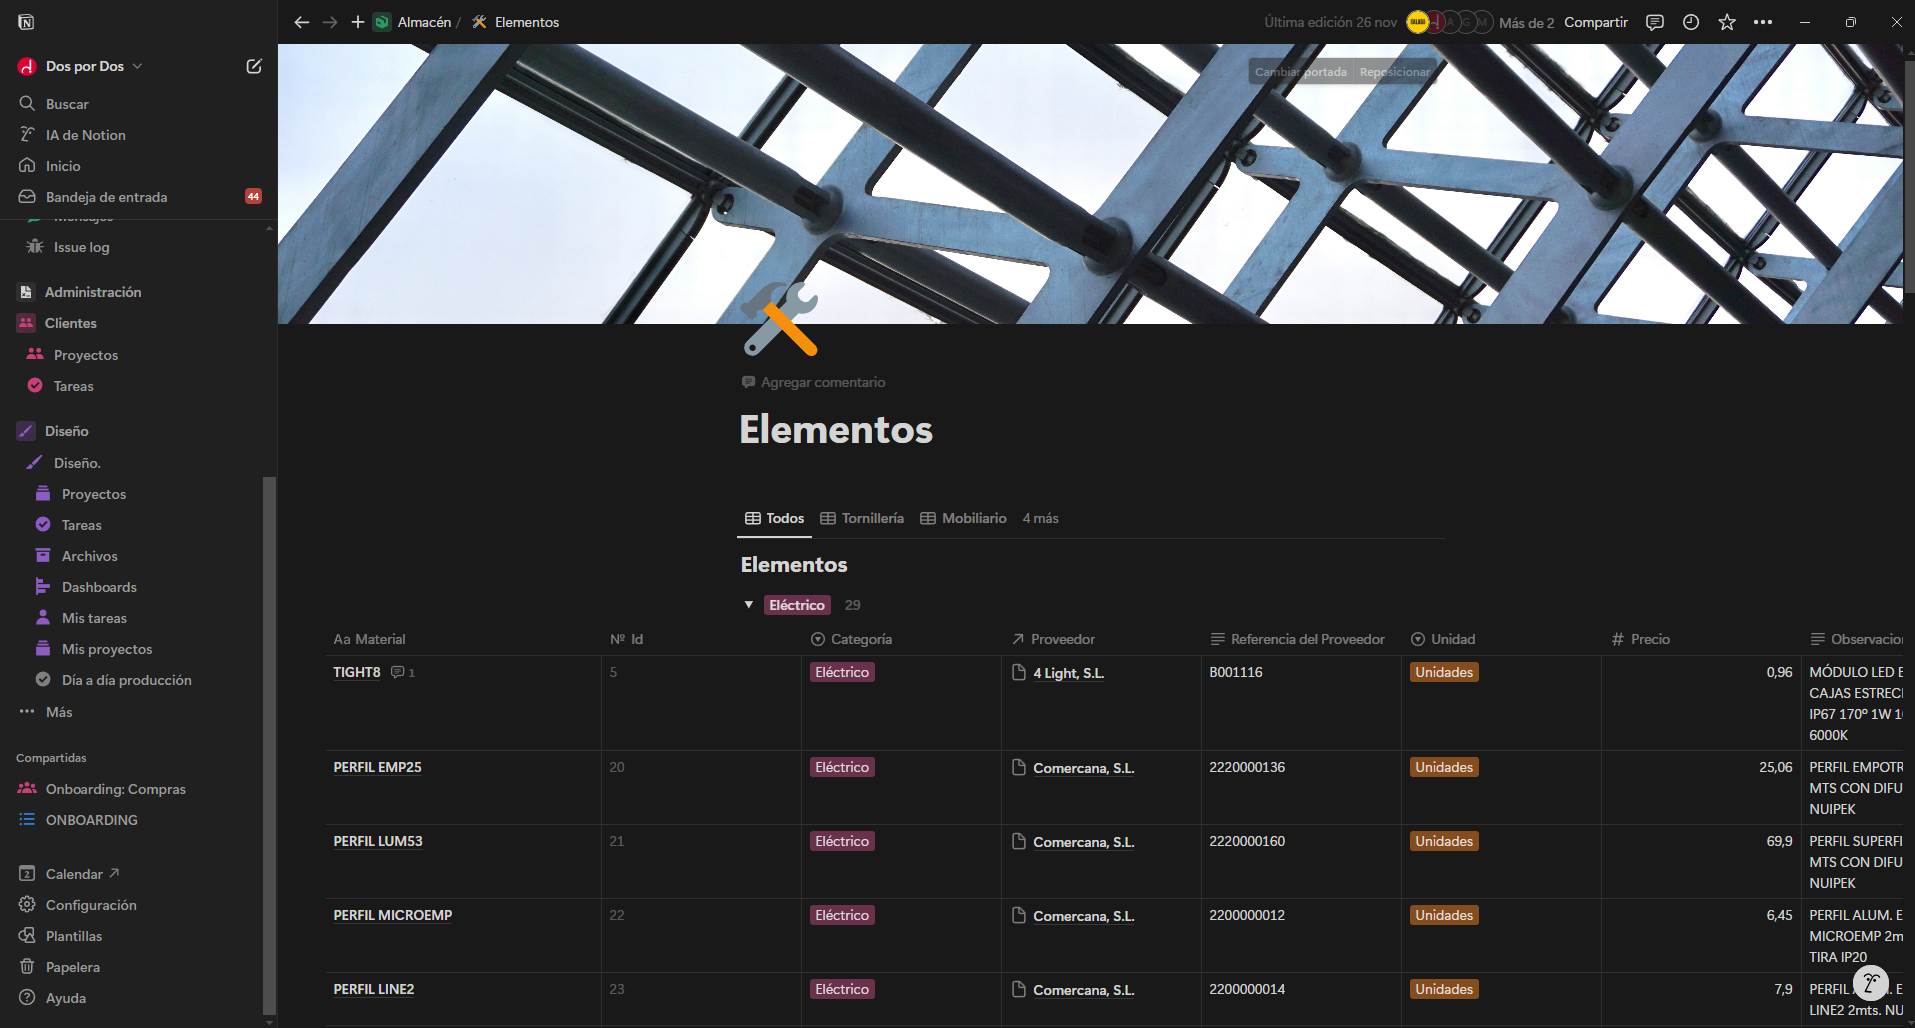 Almacén / Elementos
Última edición 26 nov
Más de 2
Compartir
Dos por Dos
Buscar
IA de Notion
Inicio
Bandeja de entrada 44
Mensajes
Issue log
Administración
Clientes
Proyectos
Tareas
Diseño
Diseño.
Proyectos
Tareas
Archivos
Dashboards
Mis tareas
Mis proyectos
Día a día producción
Más
Compartidas
Onboarding: Compras
ONBOARDING
Calendar
Configuración
Plantillas
Papelera
Ayuda
Cambiar portada Reposicionar
Agregar comentario
Elementos
Todos Tornillería Mobiliario 4 más
Elementos
Eléctrico 29
Aa Material Nº Id Categoría Proveedor Referencia del Proveedor Unidad # Precio Observacion
TIGHT8 1 5 Eléctrico 4 Light, S.L. B001116 Unidades 0,96 MÓDULO LED E
CAJAS ESTREC
IP67 170º 1W 1
6000K
PERFIL EMP25 20 Eléctrico Comercana, S.L. 2220000136 Unidades 25,06 PERFIL EMPOTR
MTS CON DIFU
NUIPEK
PERFIL LUM53 21 Eléctrico Comercana, S.L. 2220000160 Unidades 69,9 PERFIL SUPERFI
MTS CON DIFU
NUIPEK
PERFIL MICROEMP 22 Eléctrico Comercana, S.L. 2200000012 Unidades 6,45 PERFIL ALUM. E
MICROEMP 2m
TIRA IP20
PERFIL LINE2 23 Eléctrico Comercana, S.L. 2200000014 Unidades 7,9 PERFIL
LINE2 2mts. NU